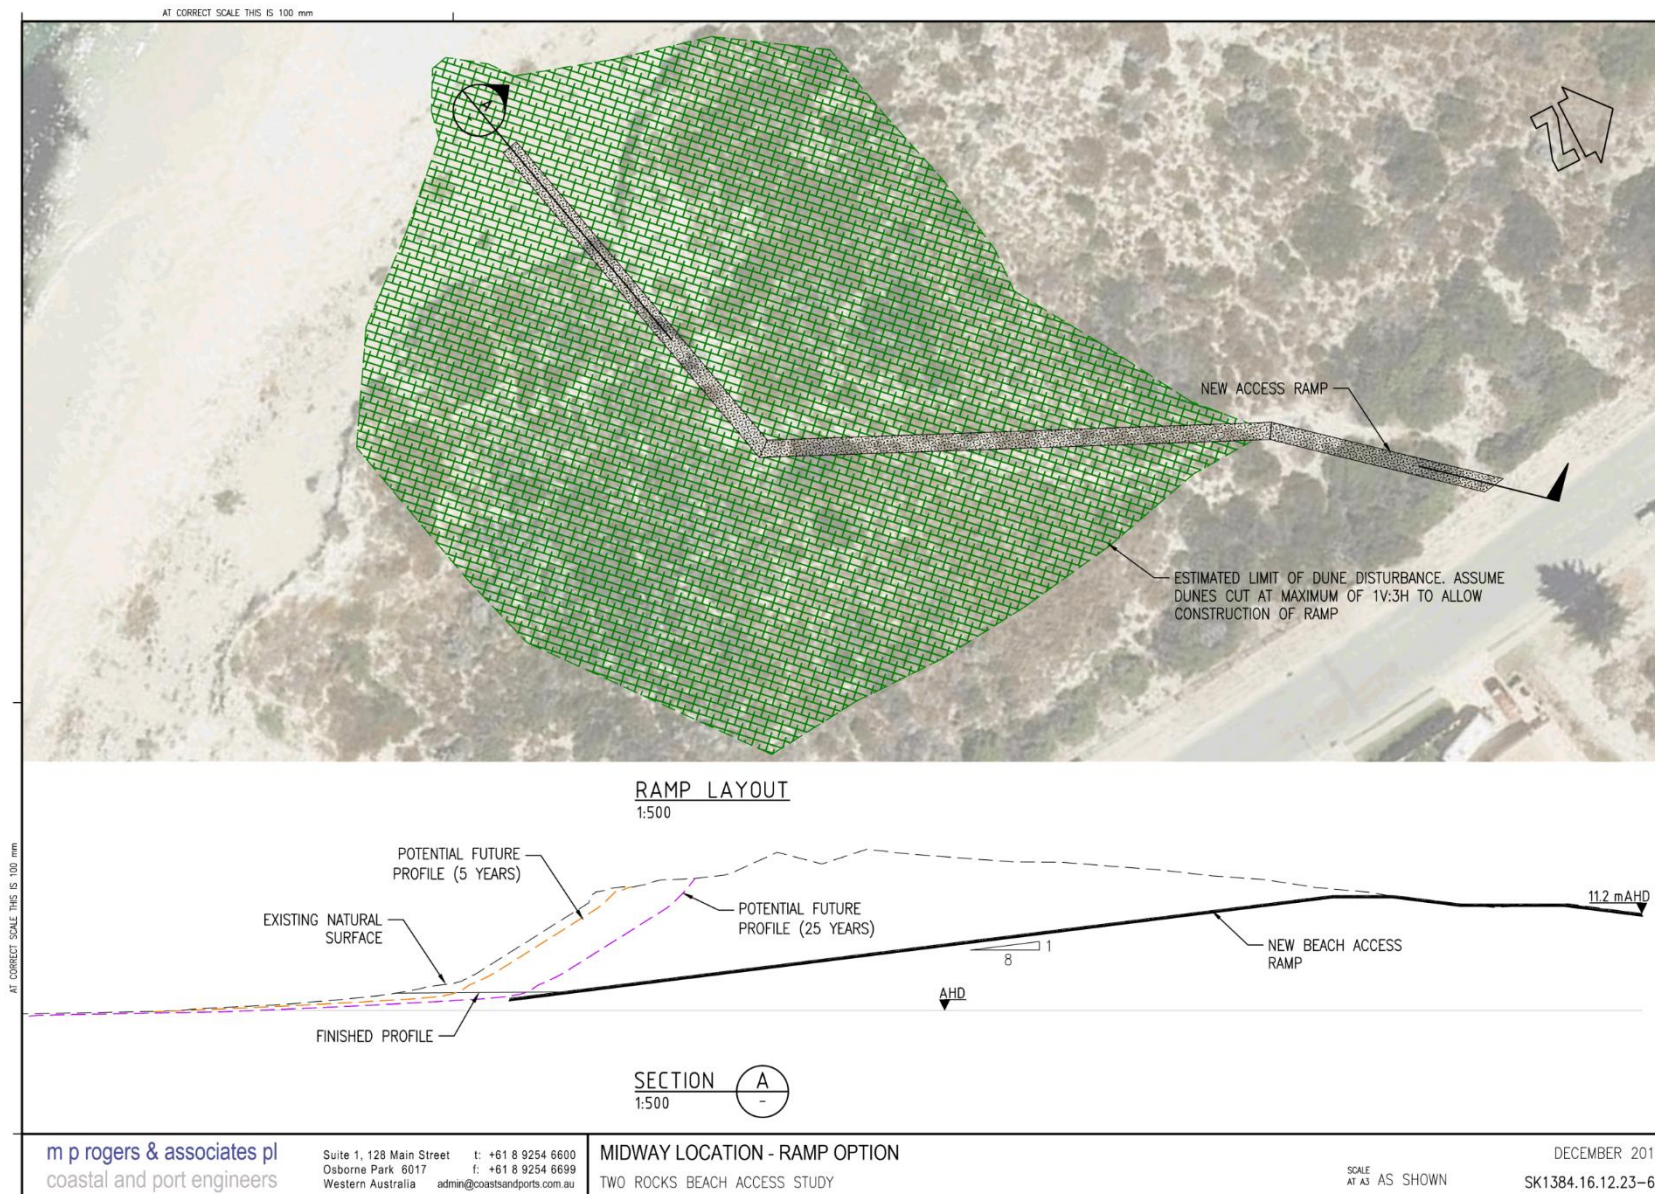 AT CORRECT SCALE THIS IS 100 mm
A
-
N
NEW ACCESS RAMP
ESTIMATED LIMIT OF DUNE DISTURBANCE. ASSUME
DUNES CUT AT MAXIMUM OF 1V:3H TO ALLOW
CONSTRUCTION OF RAMP
RAMP LAYOUT
1:500
AT CORRECT SCALE THIS IS 100 mm
POTENTIAL FUTURE
PROFILE (5 YEARS)
EXISTING NATURAL
SURFACE
POTENTIAL FUTURE
PROFILE (25 YEARS)
11.2 mAHD
1
8
NEW BEACH ACCESS
RAMP
AHD
FINISHED PROFILE
SECTION A
1:500 -
m p rogers & associates pl
coastal and port engineers
Suite 1, 128 Main Street t: +61 8 9254 6600
Osborne Park 6017 f: +61 8 9254 6699
Western Australia admin@coastsandports.com.au
MIDWAY LOCATION - RAMP OPTION
TWO ROCKS BEACH ACCESS STUDY
DECEMBER 201
SCALE
AT A3 AS SHOWN
SK1384.16.12.23-6